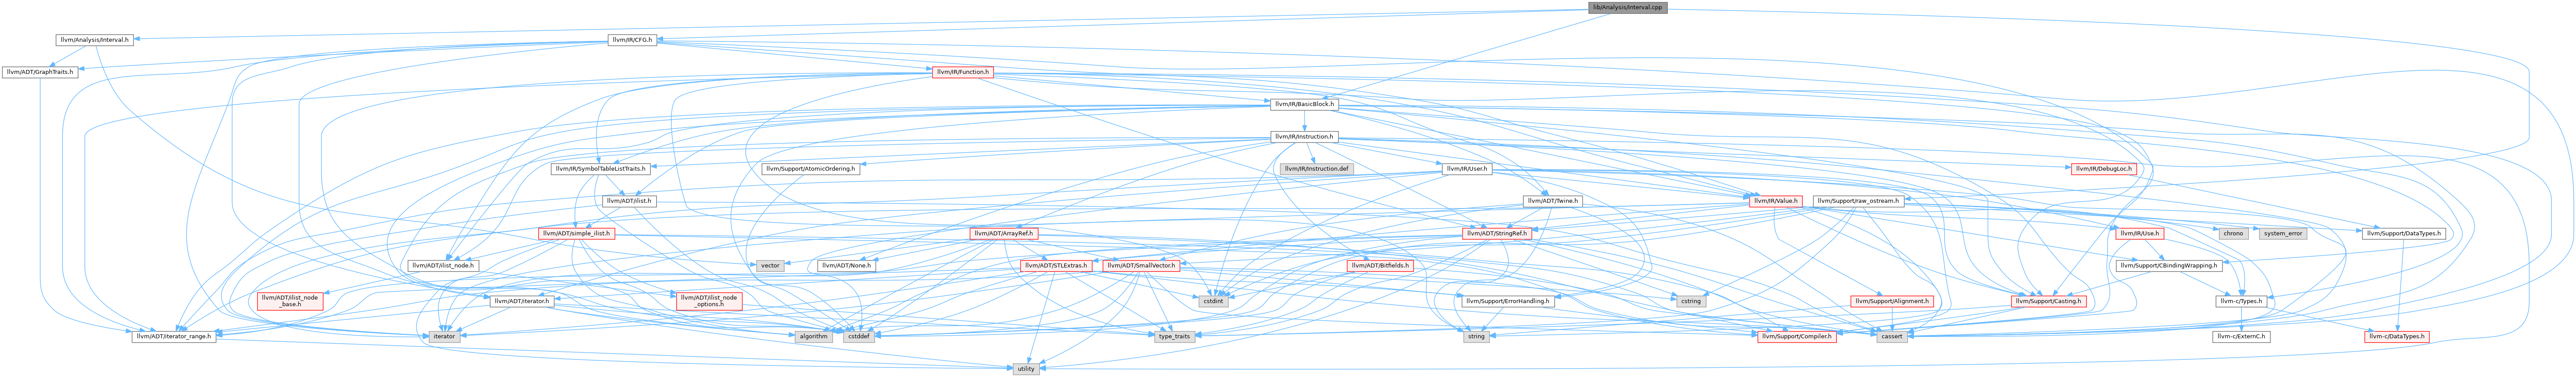 lib/Analysis/Interval.cpp
llvm/Analysis/Interval.h
llvm/IR/CFG.h
llvm/ADT/GraphTraits.h
llvm/IR/Function.h
llvm/IR/BasicBlock.h
llvm/IR/Instruction.h
llvm/IR/SymbolTableListTraits.h
llvm/Support/AtomicOrdering.h
llvm/IR/Instruction.def
llvm/IR/User.h
llvm/IR/DebugLoc.h
llvm/ADT/ilist.h
llvm/ADT/Twine.h
llvm/IR/Value.h
llvm/Support/raw_ostream.h
llvm/ADT/simple_ilist.h
llvm/ADT/ArrayRef.h
llvm/ADT/StringRef.h
llvm/IR/Use.h
chrono
system_error
llvm/Support/DataTypes.h
llvm/ADT/ilist_node.h
vector
llvm/ADT/None.h
llvm/ADT/STLExtras.h
llvm/ADT/SmallVector.h
llvm/ADT/Bitfields.h
llvm/Support/CBindingWrapping.h
llvm/ADT/ilist_node
_base.h
llvm/ADT/iterator.h
llvm/ADT/ilist_node
_options.h
cstdint
llvm/Support/ErrorHandling.h
cstring
llvm/Support/Alignment.h
llvm/Support/Casting.h
llvm-c/Types.h
llvm/ADT/iterator_range.h
iterator
algorithm
cstddef
type_traits
string
llvm/Support/Compiler.h
cassert
llvm-c/ExternC.h
llvm-c/DataTypes.h
utility